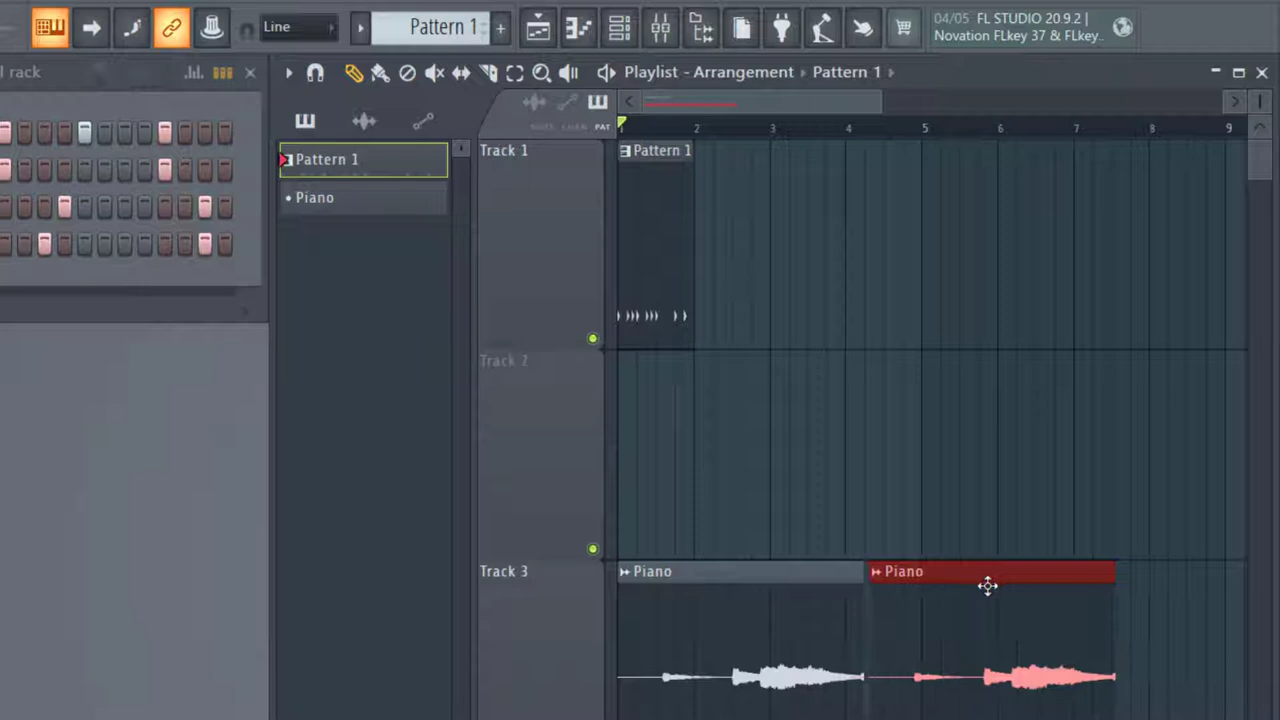 Line
Pattern 1
+
04/05 FL STUDIO 20.9.2 |
Novation FLkey 37 & FLkey..
l rack
Playlist - Arrangement › Pattern 1 ›
PAT
1 2 3 4 5 6 7 8 9
Pattern 1
Piano
Track 1
Pattern 1
Track 2
Track 3
Piano
Piano